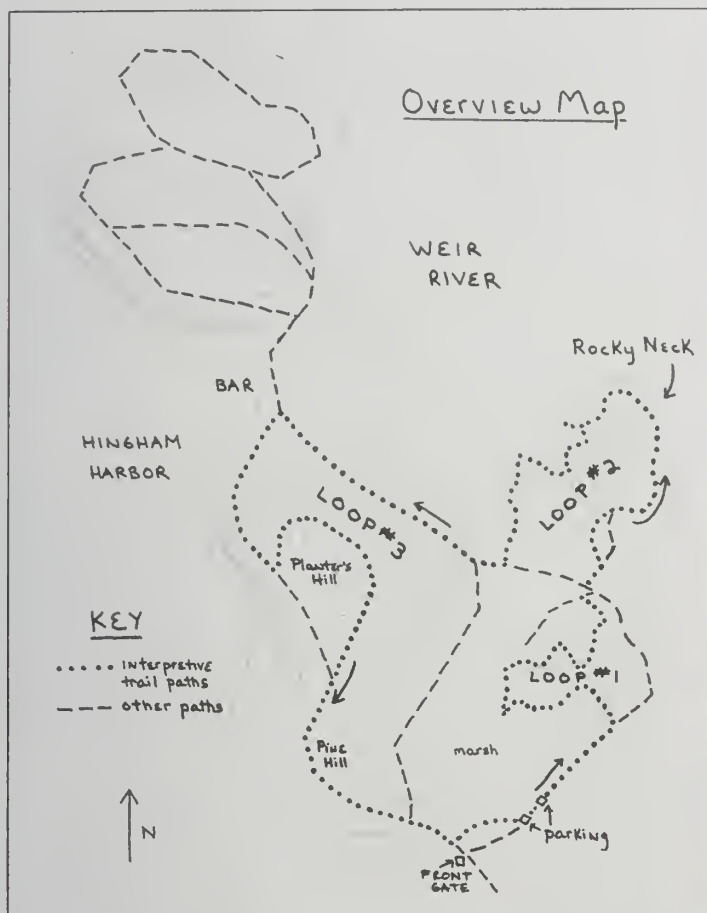 OVERVIEW MAP
WEIR
RIVER
ROCKY NECK
BAR
HINGHAM
HARBOR
LOOP #2
LOOP #3
Planter's
Hill
KEY
interpretive
trail paths
other paths
LOOP #1
Pine
Hill
marsh
parking
N
FRONT
GATE